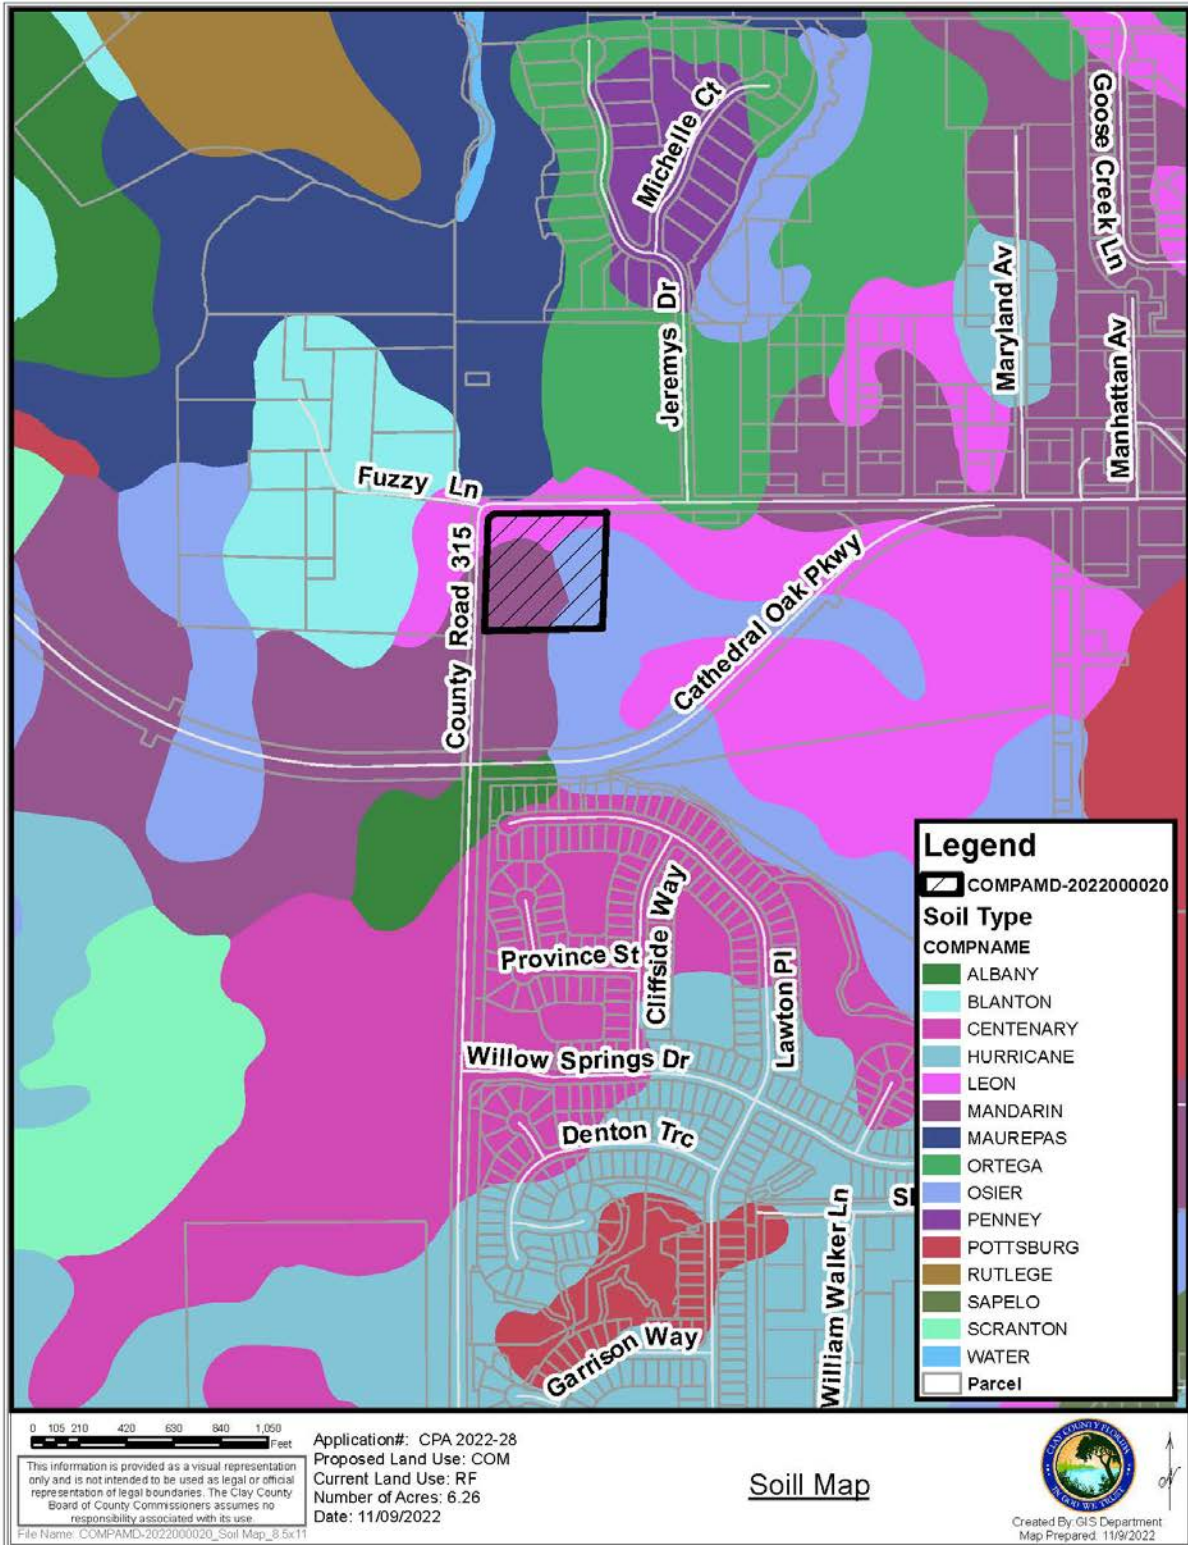 Michelle Ct
Goose Creek Ln
Maryland Av
Jeremys Dr
Manhattan Av
Fuzzy Ln
County Road 315
Cathedral Oak Pkwy
Province St
Cliffside Way
Lawton Pl
Willow Springs Dr
Denton Trc
Sl
William Walker Ln
Garrison Way
Legend
COMPAMD-2022000020
Soil Type
COMPNAME
ALBANY
BLANTON
CENTENARY
HURRICANE
LEON
MANDARIN
MAUREPAS
ORTEGA
OSIER
PENNEY
POTTSBURG
RUTLEGE
SAPELO
SCRANTON
WATER
Parcel
0 105 210 420 630 840 1,050
Feet
This information is provided as a visual representation
only and is not intended to be used as legal or official
representation of legal boundaries. The Clay County
Board of County Commissioners assumes no
responsibility associated with its use.
File Name: COMPAMD-2022000020_Soil Map_8.5x11
Application#: CPA 2022-28
Proposed Land Use: COM
Current Land Use: RF
Number of Acres: 6.26
Date: 11/09/2022
Soill Map
CLAY COUNTY FLORIDA
IN GOD WE TRUST
N
Created By:GIS Department
Map Prepared: 11/9/2022